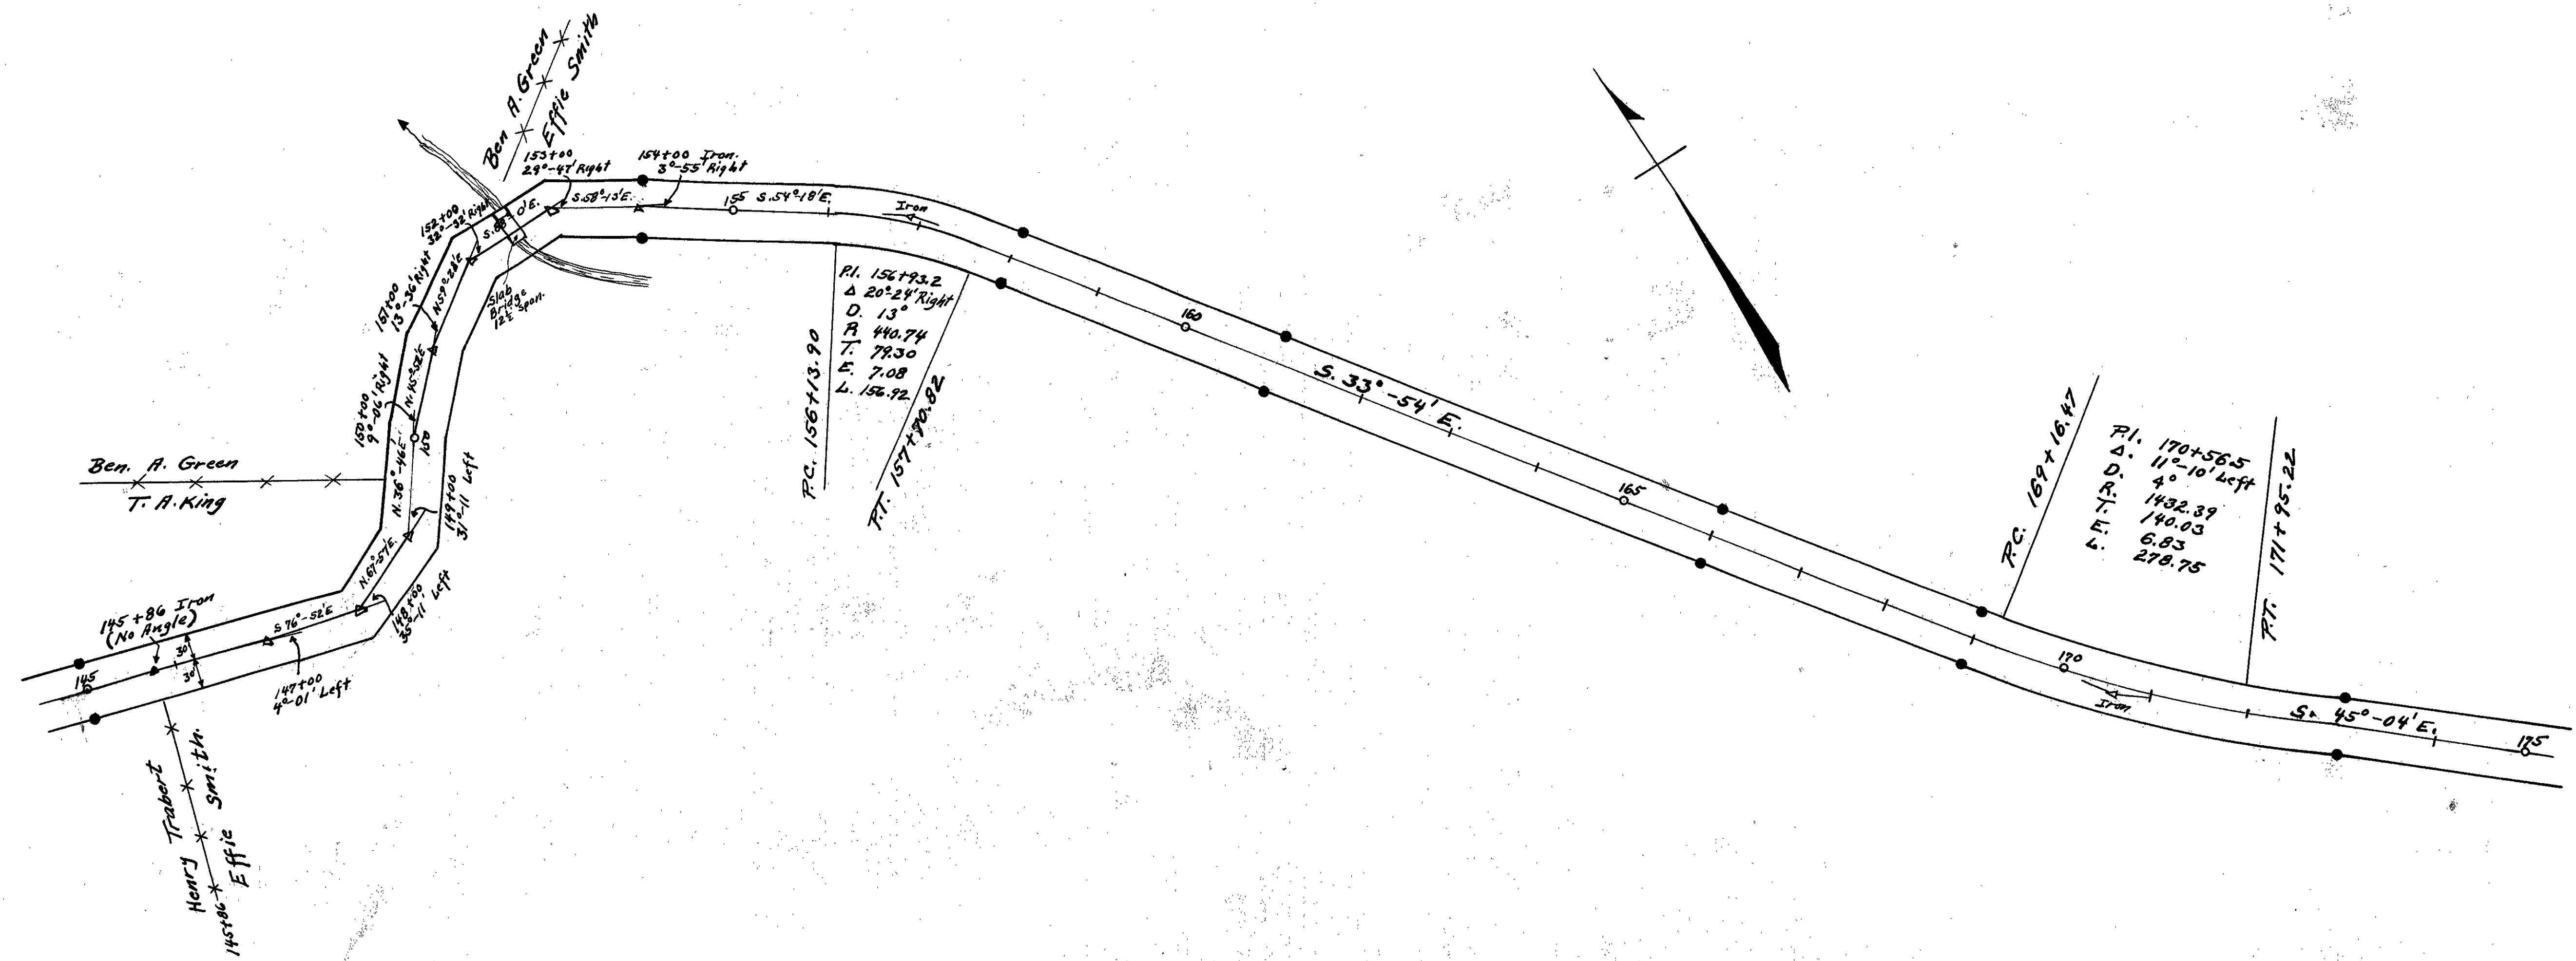 145
145+86 Iron
(No Angle)
30'
30'
Henry Trabert
Effie Smith.
145+86
147+00
4°-01' Left
S 76°-52'E
148+00
35°-11' Left
N.67°-57'E.
149+00
31°-11 Left
Ben. A. Green
T. A. King
N. 36°-46'E
150
150+00
9°-06' Right
N. 45°-52'E
151+00
13°-36' Right
N 59°-28'E.
152+00
32°-32' Right
S. 88°-0'E.
Slab
Bridge
12½ Span.
Ben A. Green
Effie Smith
153+00
29°-47' Right
S. 58°-13'E.
154+00 Iron.
3°-55' Right
155 S. 54°-18'E.
Iron
P.C. 156+13.90
P.I. 156+93.2
Δ 20°-24' Right
D. 13°
R 440.74
T. 79.30
E. 7.08
L. 156.92
P.T. 157+70.82
160
S. 33°-54' E.
165
P.C. 169+16.47
P.I. 170+56.5
Δ. 11°-10' Left
D. 4°
R. 1432.39
T. 140.03
E. 6.83
L. 278.75
P.T. 171+95.22
170
Iron
S. 45°-04' E.
175